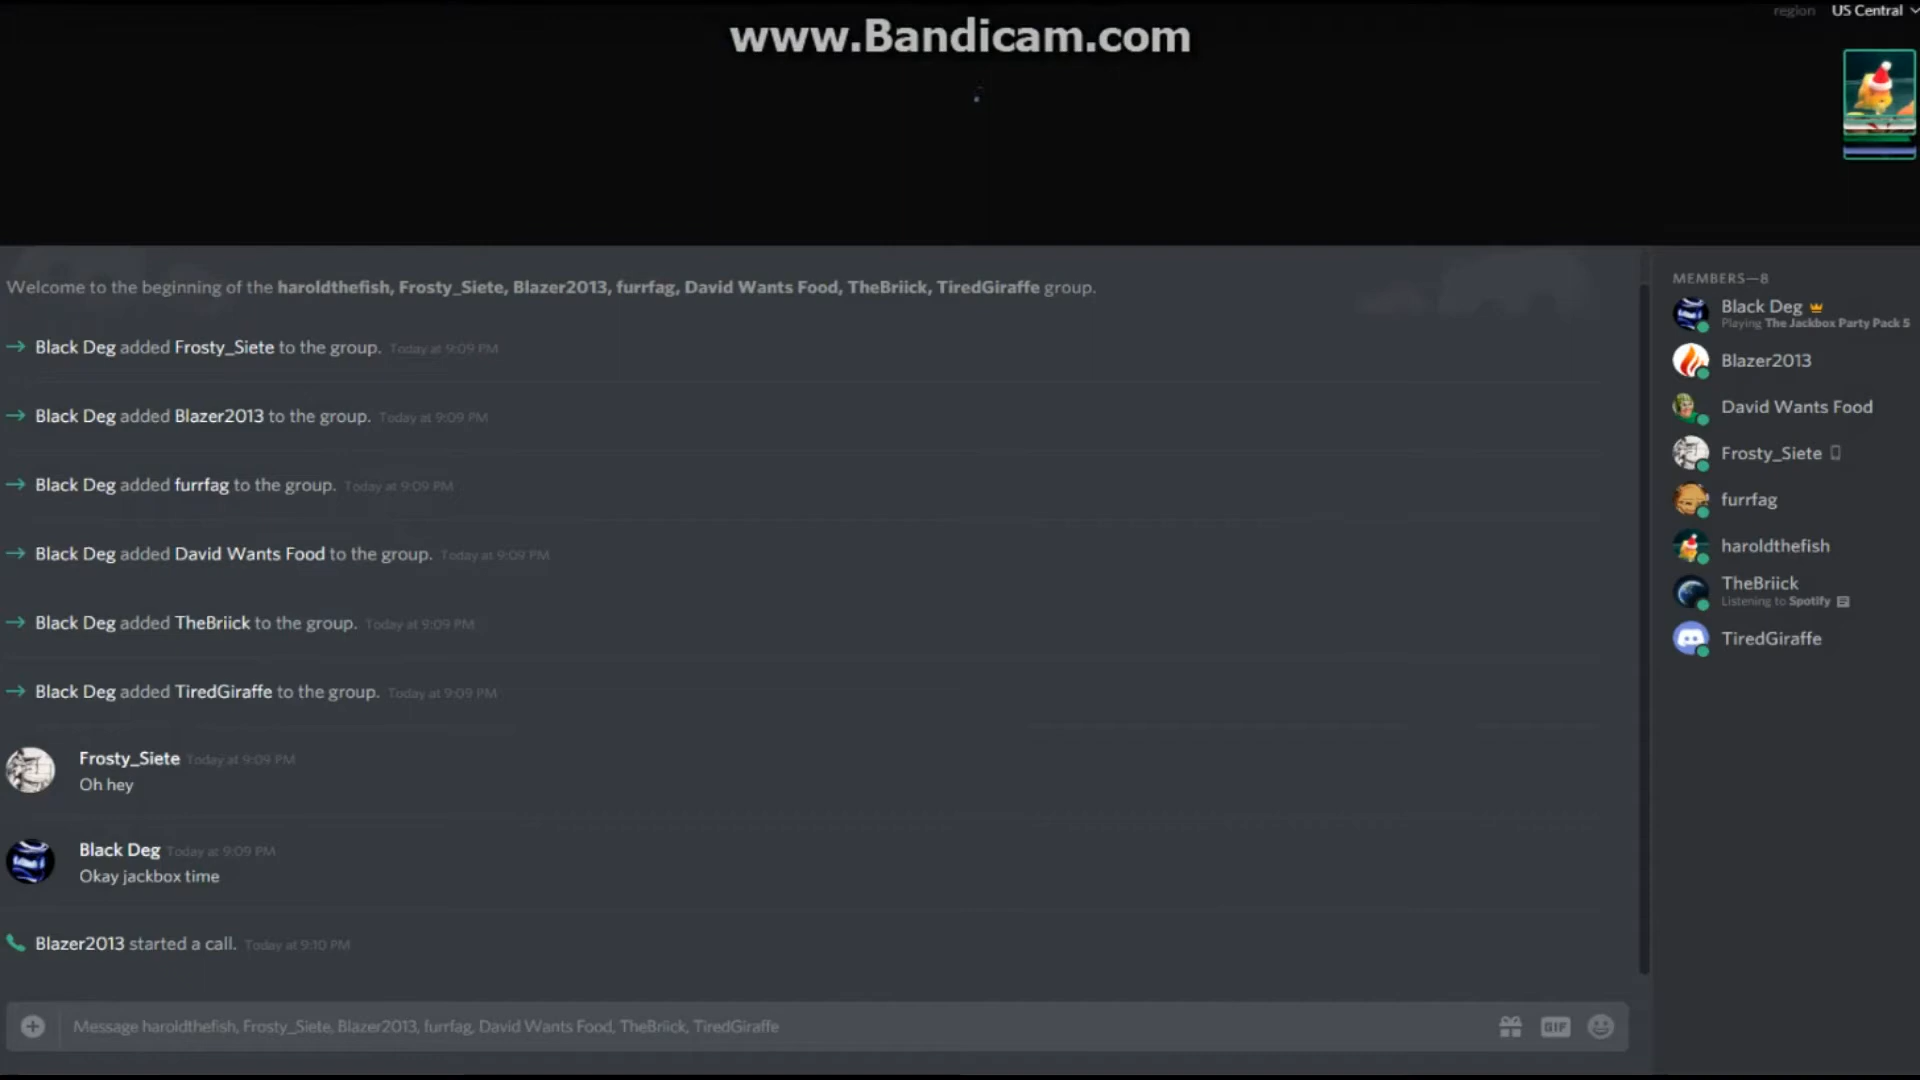 region US Central
www.Bandicam.com
Welcome to the beginning of the haroldthefish, Frosty_Siete, Blazer2013, furrfag, David Wants Food, TheBriick, TiredGiraffe group.
Black Deg added Frosty_Siete to the group. Today at 9:09 PM
Black Deg added Blazer2013 to the group. Today at 9:09 PM
Black Deg added furrfag to the group. Today at 9:09 PM
Black Deg added David Wants Food to the group. Today at 9:09 PM
Black Deg added TheBriick to the group. Today at 9:09 PM
Black Deg added TiredGiraffe to the group. Today at 9:09 PM
Frosty_Siete Today at 9:09 PM
Oh hey
Black Deg Today at 9:09 PM
Okay jackbox time
Blazer2013 started a call. Today at 9:10 PM
Message haroldthefish, Frosty_Siete, Blazer2013, furrfag, David Wants Food, TheBriick, TiredGiraffe
GIF
MEMBERS—8
Black Deg
Playing The Jackbox Party Pack 5
Blazer2013
David Wants Food
Frosty_Siete
furrfag
haroldthefish
TheBriick
Listening to Spotify
TiredGiraffe